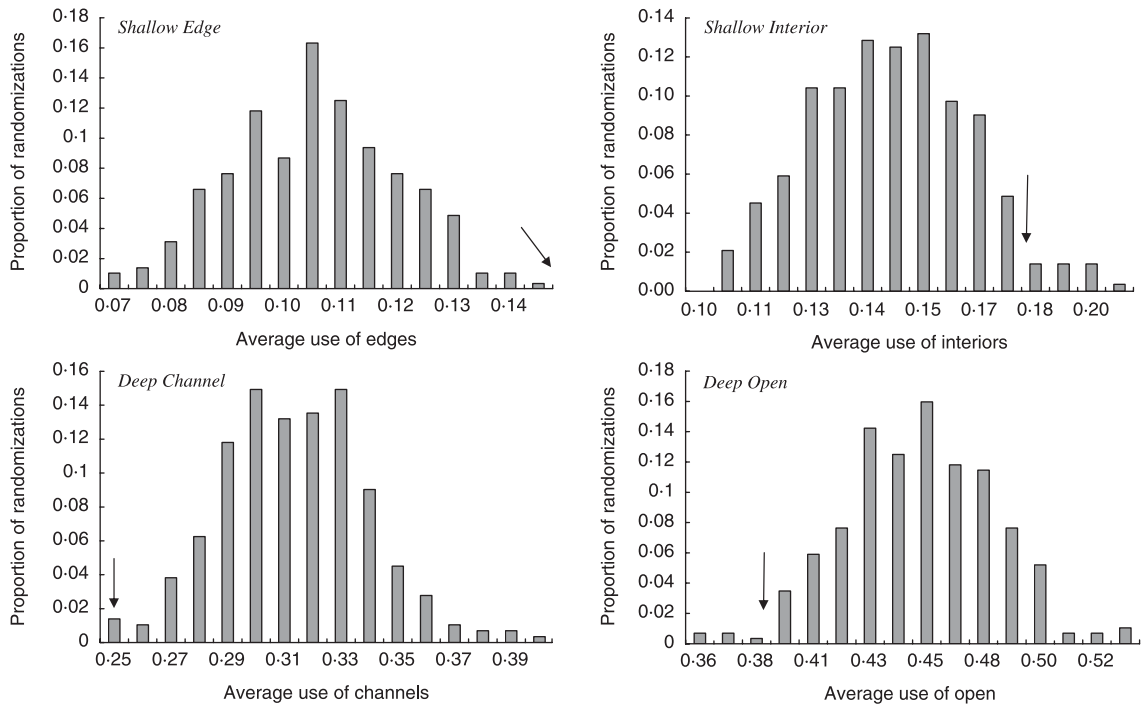 Shallow Edge
Proportion of randomizations
0·18
0·16
0·14
0·12
0·1
0·08
0·06
0·04
0·02
0
0·07 0·08 0·09 0·10 0·11 0·12 0·13 0·14
Average use of edges
Shallow Interior
Proportion of randomizations
0·14
0·12
0·10
0·08
0·06
0·04
0·02
0·00
0·10 0·11 0·13 0·14 0·15 0·17 0·18 0·20
Average use of interiors
Deep Channel
Proportion of randomizations
0·16
0·14
0·12
0·1
0·08
0·06
0·04
0·02
0
0·25 0·27 0·29 0·31 0·33 0·35 0·37 0·39
Average use of channels
Deep Open
Proportion of randomizations
0·18
0·16
0·14
0·12
0·1
0·08
0·06
0·04
0·02
0
0·36 0·38 0·41 0·43 0·45 0·48 0·50 0·52
Average use of open